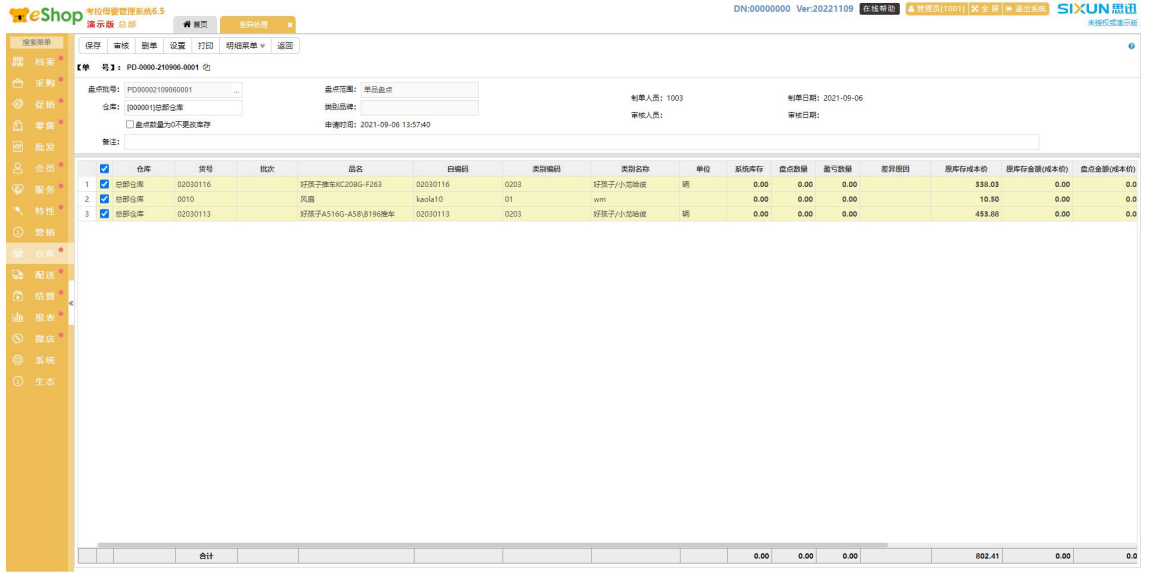 eShop 考拉母婴管理系统6.5
演示版 总部
首页
差异处理
DN:00000000 Ver:20221109 在线帮助 管理员[1001] 全屏 退出系统 SIXUN思迅
未授权或演示版
搜索菜单
档案
采购
促销
零售
批发
会员
服务
特性
营销
仓库
配送
结算
报表
微店
系统
生态
保存 审核 删单 设置 打印 明细菜单 返回
【单 号】: PD-0000-210906-0001
盘点批号: PD00002109060001 ... 盘点范围: 单品盘点 制单人员: 1003 制单日期: 2021-09-06
仓库: [000001]总部仓库 类别品牌: 审核人员: 审核日期:
盘点数量为0不更改库存 申请时间: 2021-09-06 13:57:40
备注:
仓库 货号 批次 品名 自编码 类别编码 类别名称 单位 系统库存 盘点数量 盈亏数量 差异原因 原库存成本价 原库存金额(成本价) 盘点金额(成本价)
1 总部仓库 02030116 好孩子推车KC208G-F263 02030116 0203 好孩子/小龙哈彼 辆 0.00 0.00 0.00 338.03 0.00 0.0
2 总部仓库 0010 风扇 kaola10 01 wm 0.00 0.00 0.00 10.50 0.00 0.0
3 总部仓库 02030113 好孩子A516G-A58\B196推车 02030113 0203 好孩子/小龙哈彼 辆 0.00 0.00 0.00 453.88 0.00 0.0
合计 0.00 0.00 0.00 802.41 0.00 0.0